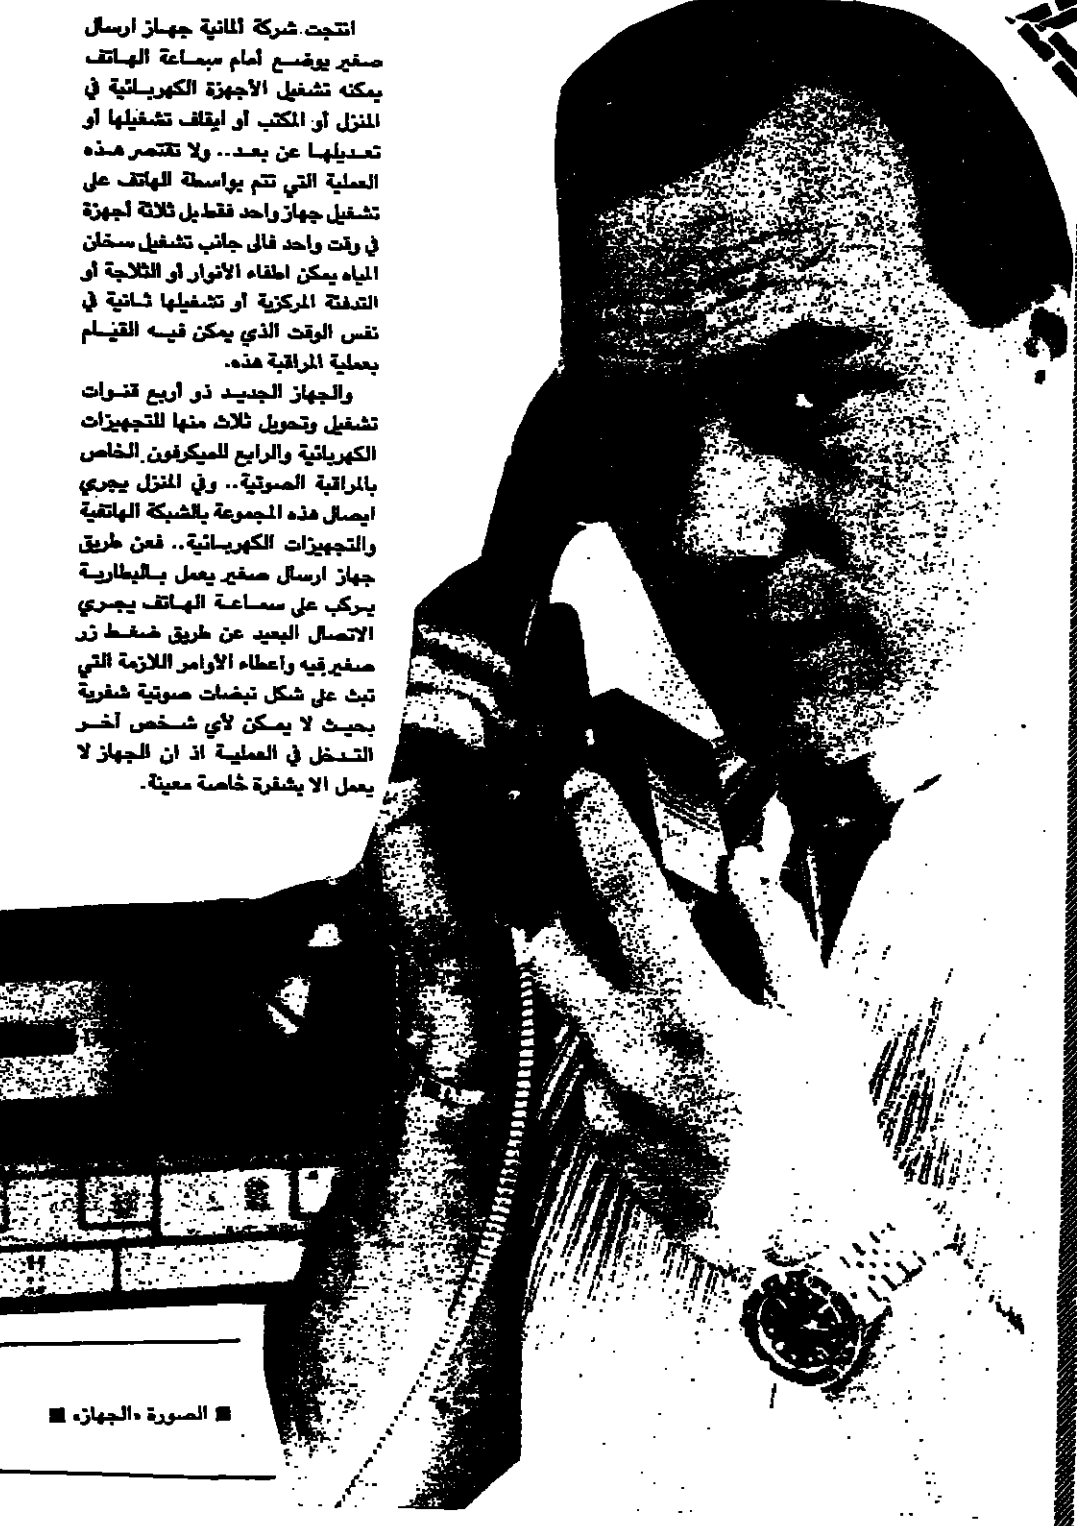 انتجت شركة ألمانية جهاز ارسال
صغير يوضع أمام سماعة الهاتف
يمكنه تشغيل الأجهزة الكهربائية في
المنزل أو المكتب أو ايقاف تشغيلها أو
تعديلها عن بعد.. ولا تقتصر هذه
العملية التي تتم بواسطة الهاتف على
تشغيل جهاز واحد فقط بل ثلاثة أجهزة
في وقت واحد فالى جانب تشغيل سخان
المياه يمكن اطفاء الأنوار أو الثلاجة أو
التدفئة المركزية أو تشغيلها ثانية في
نفس الوقت الذي يمكن فيه القيام
بعملية المراقبة هذه.
والجهاز الجديد ذو أربع قنوات
تشغيل وتحويل ثلاث منها للتجهيزات
الكهربائية والرابع للميكرفون الخاص
بالمراقبة الصوتية.. وفي المنزل يجري
ايصال هذه المجموعة بالشبكة الهاتفية
والتجهيزات الكهربائية.. فعن طريق
جهاز ارسال صغير يعمل بالبطارية
يركب على سماعة الهاتف يجري
الاتصال البعيد عن طريق ضغط زر
صغير فيه واعطاء الأوامر اللازمة التي
تبث على شكل نبضات صوتية شفرية
بحيث لا يمكن لأي شخص آخر
التدخل في العملية اذ ان الجهاز لا
يعمل الا بشفرة خاصة معينة.
■ الصورة «الجهاز» ■